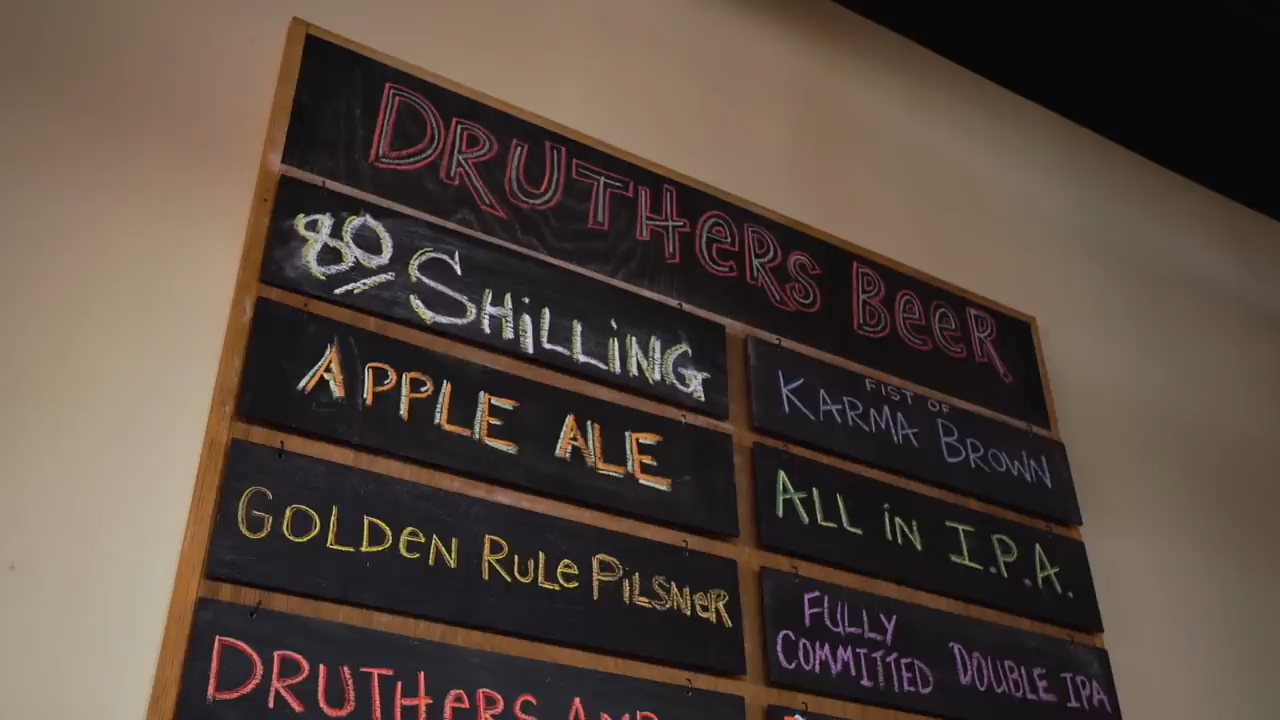 DRUTHERS BEER
80 SHiLLiNG
APPLE ALE
GOLDEN RULE PILSNER
DRUTHERS
FIST OF
KARMA BROWN
ALL iN I.P.A.
FULLY
COMMITTED DOUBLE IPA